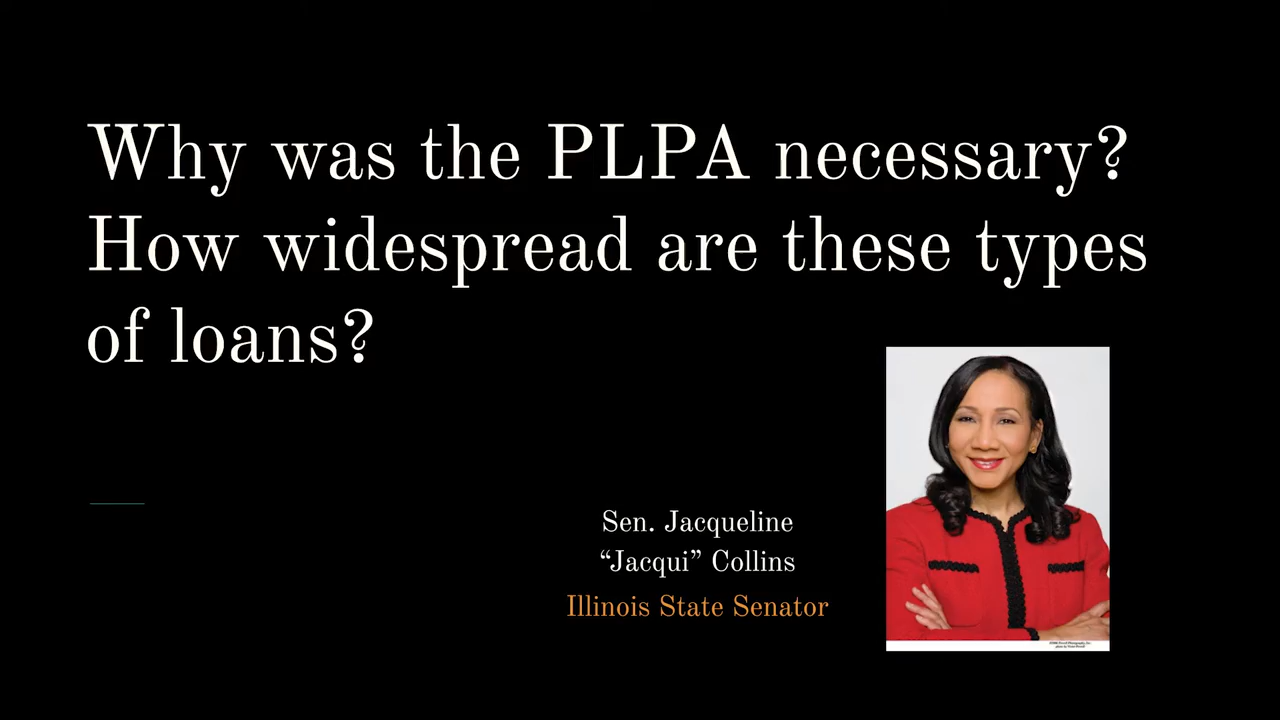 Why was the PLPA necessary?
How widespread are these types
of loans?
Sen. Jacqueline
“Jacqui” Collins
Illinois State Senator